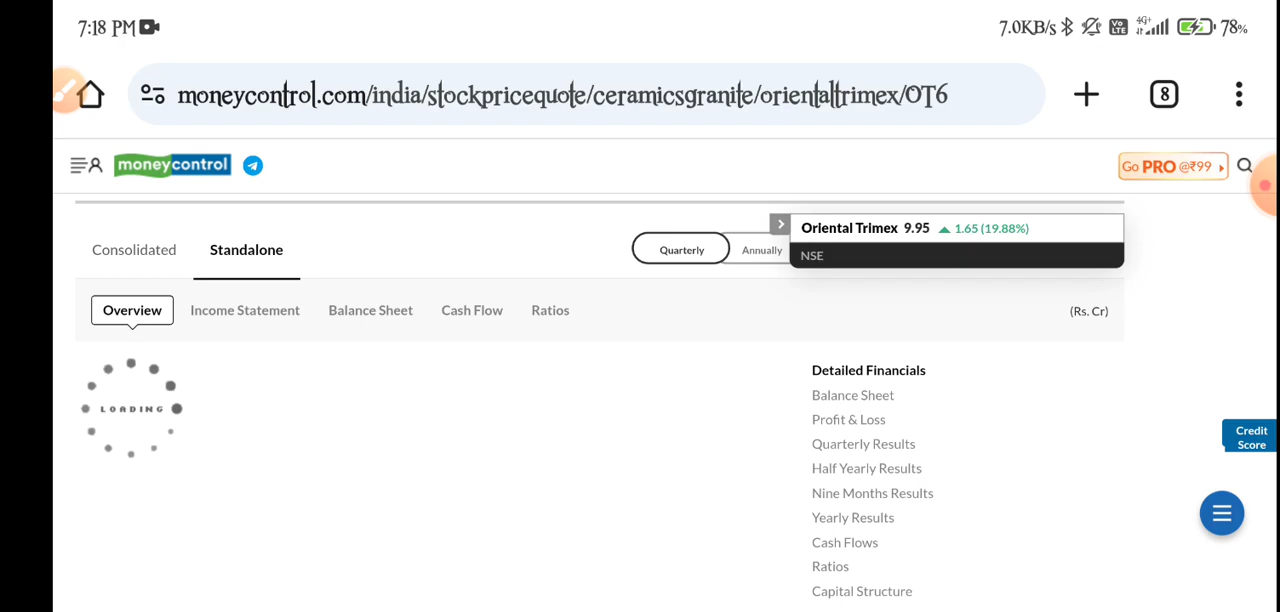 7:18 PM 7.0KB/s Vo LTE 4G+ 78%
moneycontrol.com/india/stockpricequote/ceramicsgranite/orientaltrimex/OT6 8
moneycontrol Go PRO @₹99
Consolidated Standalone Quarterly Annually Oriental Trimex 9.95 1.65 (19.88%)
NSE
Overview Income Statement Balance Sheet Cash Flow Ratios (Rs. Cr)
LOADING
Detailed Financials
Balance Sheet
Profit & Loss
Quarterly Results
Half Yearly Results
Nine Months Results
Yearly Results
Cash Flows
Ratios
Capital Structure
Credit
Score